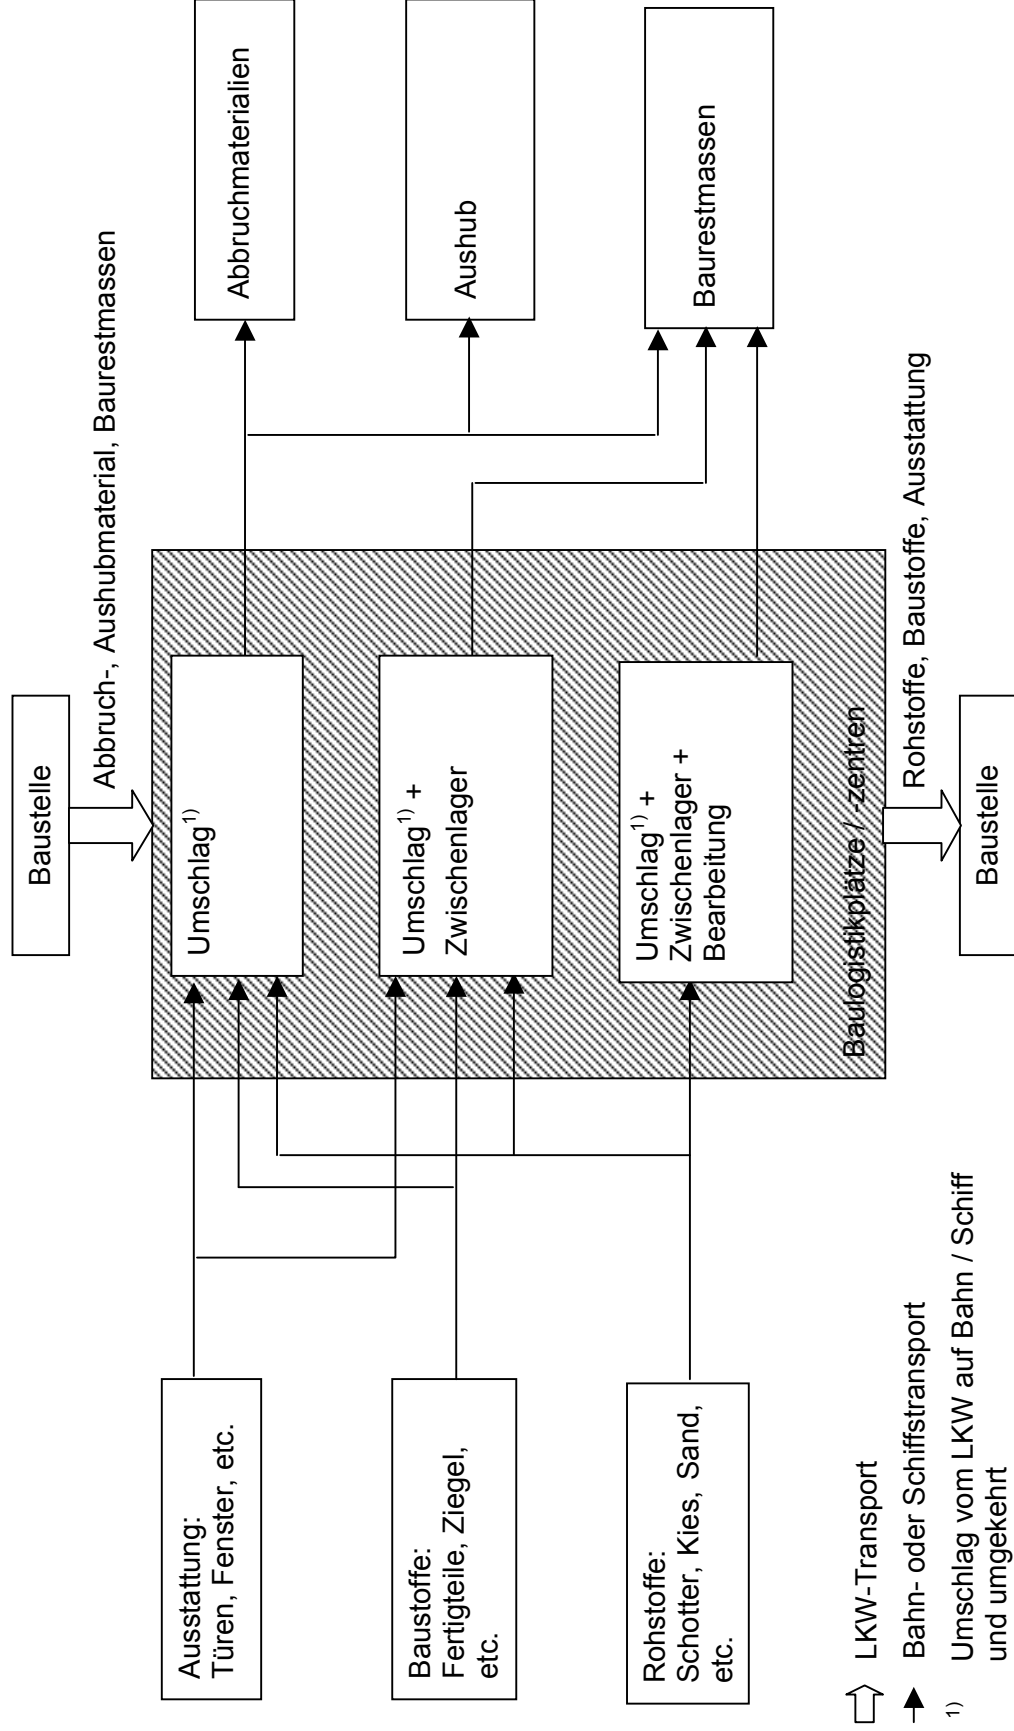 Baustelle
Abbruch-, Aushubmaterial, Baurestmassen
Ausstattung:
Türen, Fenster, etc.
Umschlag1)
Abbruchmaterialien
Baustoffe:
Fertigteile, Ziegel,
etc.
Umschlag1) +
Zwischenlager
Aushub
Rohstoffe:
Schotter, Kies, Sand,
etc.
Umschlag1) +
Zwischenlager +
Bearbeitung
Baurestmassen
Baulogistikplätze / -zentren
LKW-Transport
Bahn- oder Schiffstransport
1) Umschlag vom LKW auf Bahn / Schiff
und umgekehrt
Rohstoffe, Baustoffe, Ausstattung
Baustelle